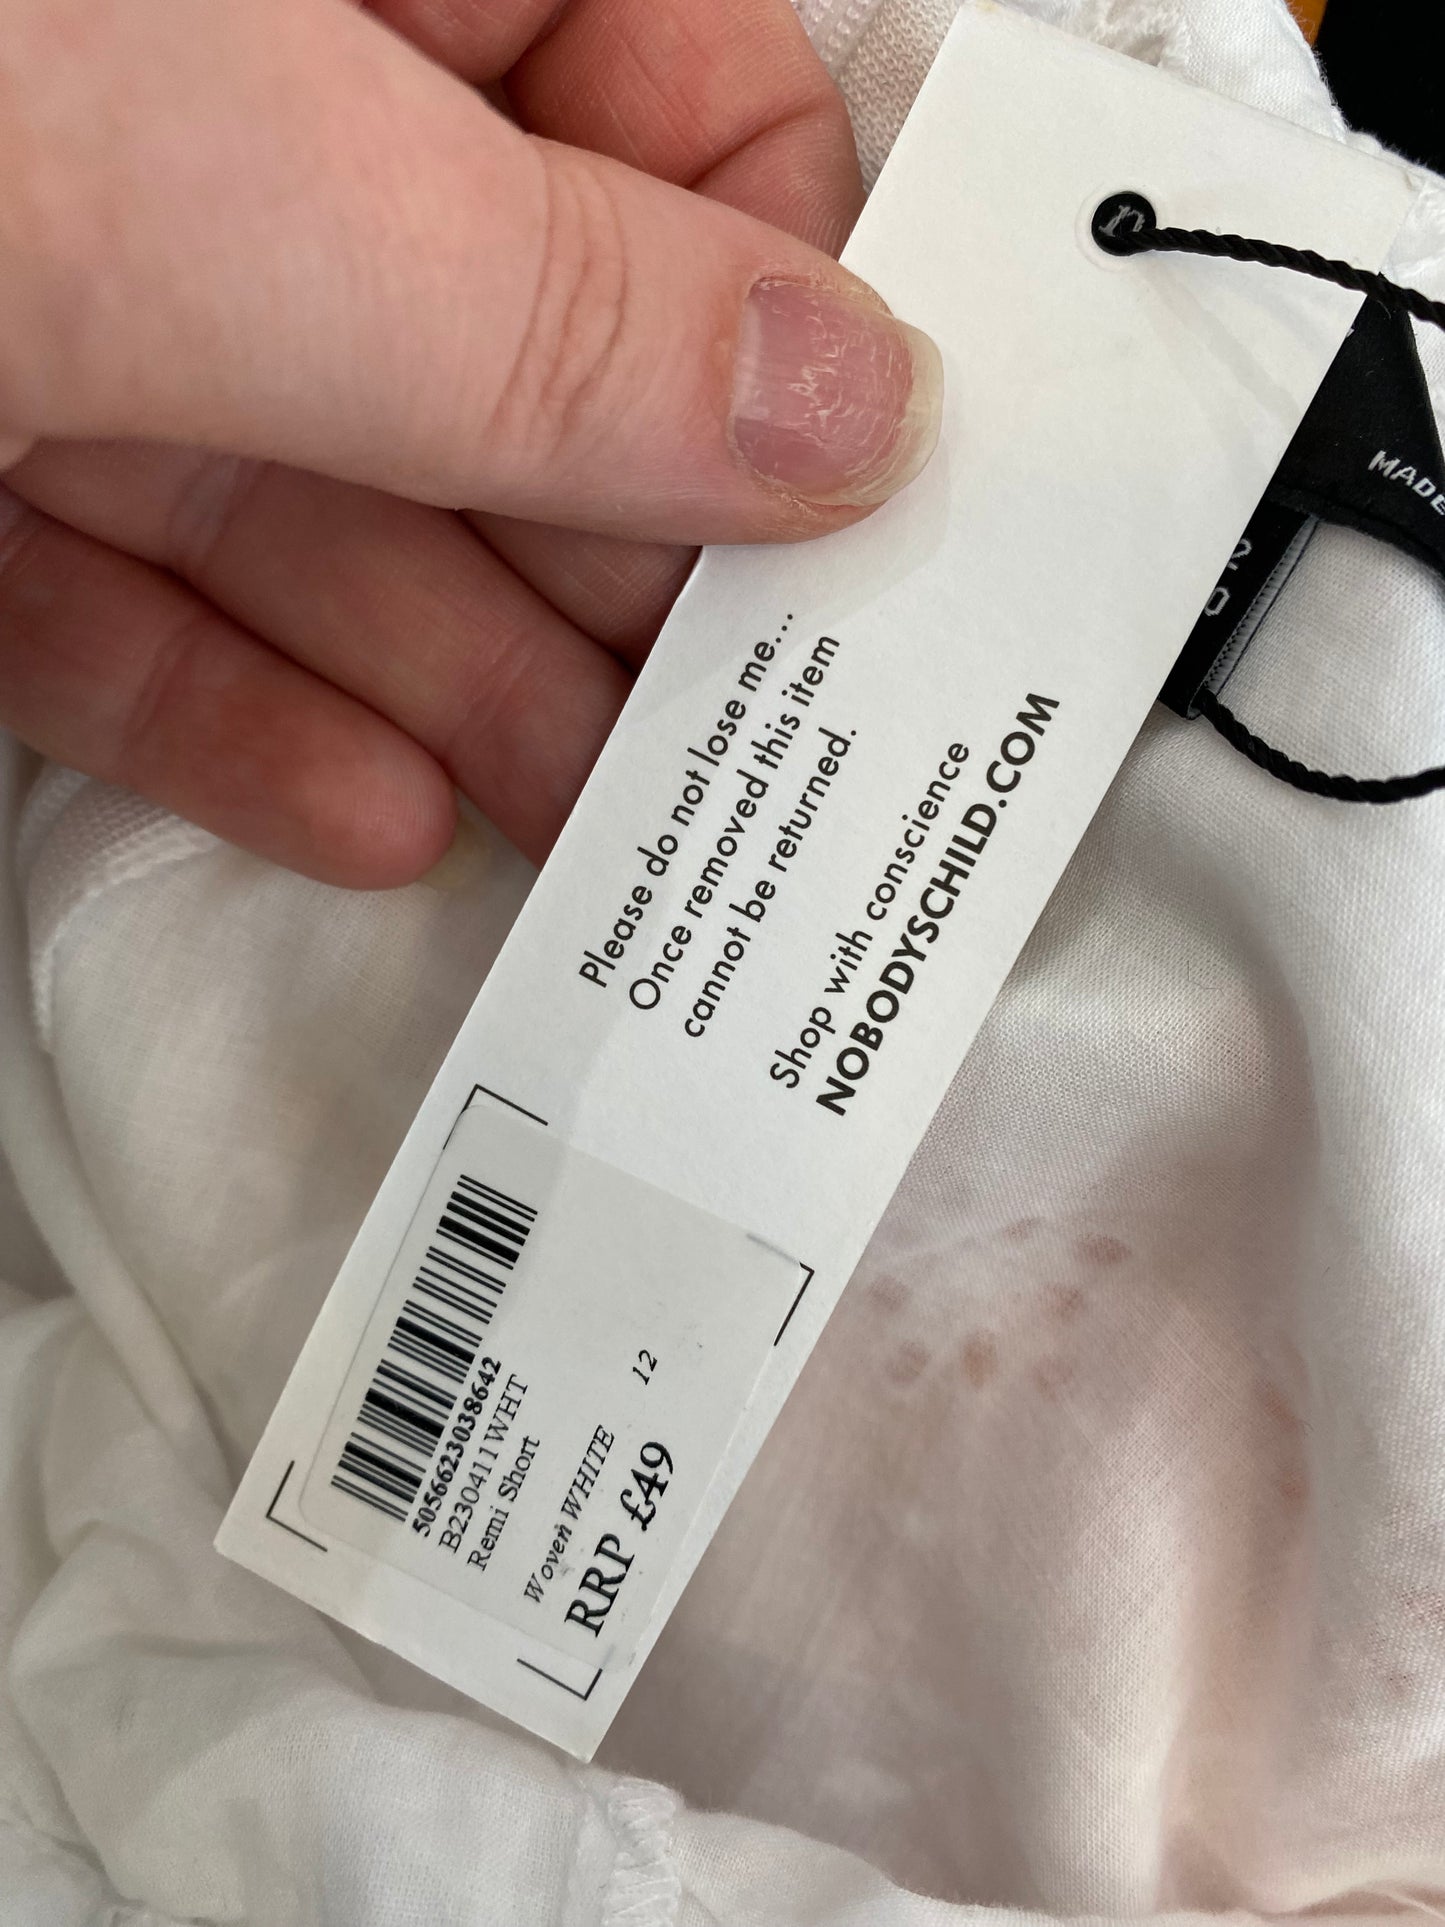 n
Please do not lose me...
Once removed this item
cannot be returned.
Shop with conscience
NOBODYSCHILD.COM
5056623038642
B230411WHT
Remi Short
Woven WHITE 12
RRP £49
MADE